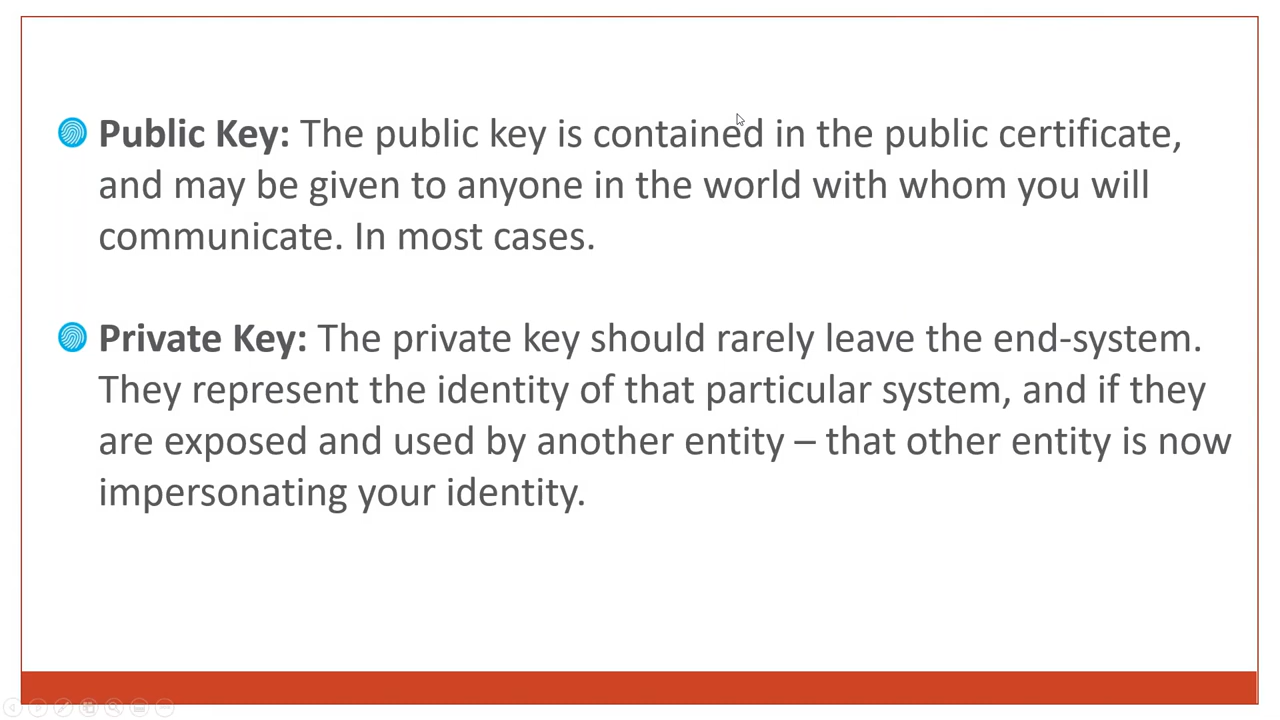 Public Key: The public key is contained in the public certificate,
and may be given to anyone in the world with whom you will
communicate. In most cases.
Private Key: The private key should rarely leave the end-system.
They represent the identity of that particular system, and if they
are exposed and used by another entity – that other entity is now
impersonating your identity.